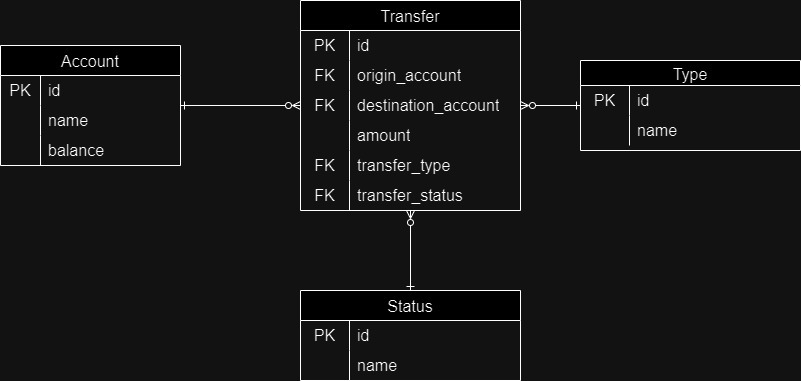 Transfer
PK id
FK origin_account
FK destination_account
amount
FK transfer_type
FK transfer_status
Account
PK id
name
balance
Type
PK id
name
Status
PK id
name